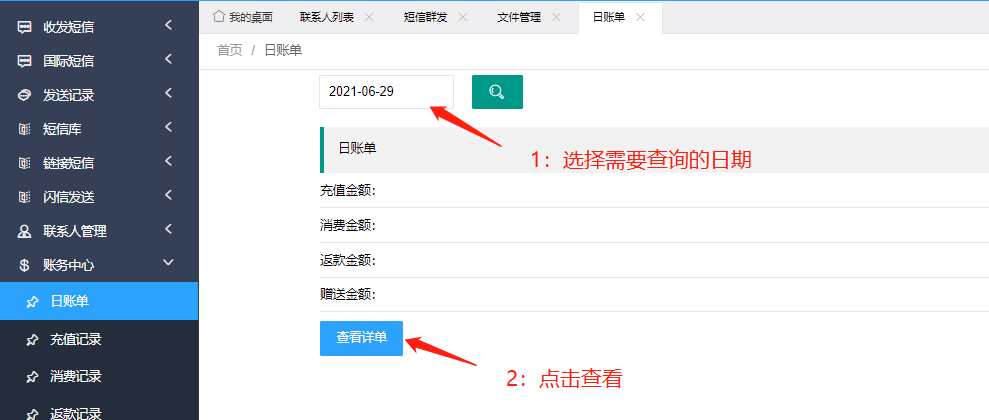 收发短信
国际短信
发送记录
短信库
链接短信
闪信发送
联系人管理
账务中心
日账单
充值记录
消费记录
返款记录
我的桌面 联系人列表 短信群发 文件管理 日账单
首页 / 日账单
2021-06-29
1：选择需要查询的日期
日账单
充值金额：
消费金额：
返款金额：
赠送金额：
查看详单
2：点击查看